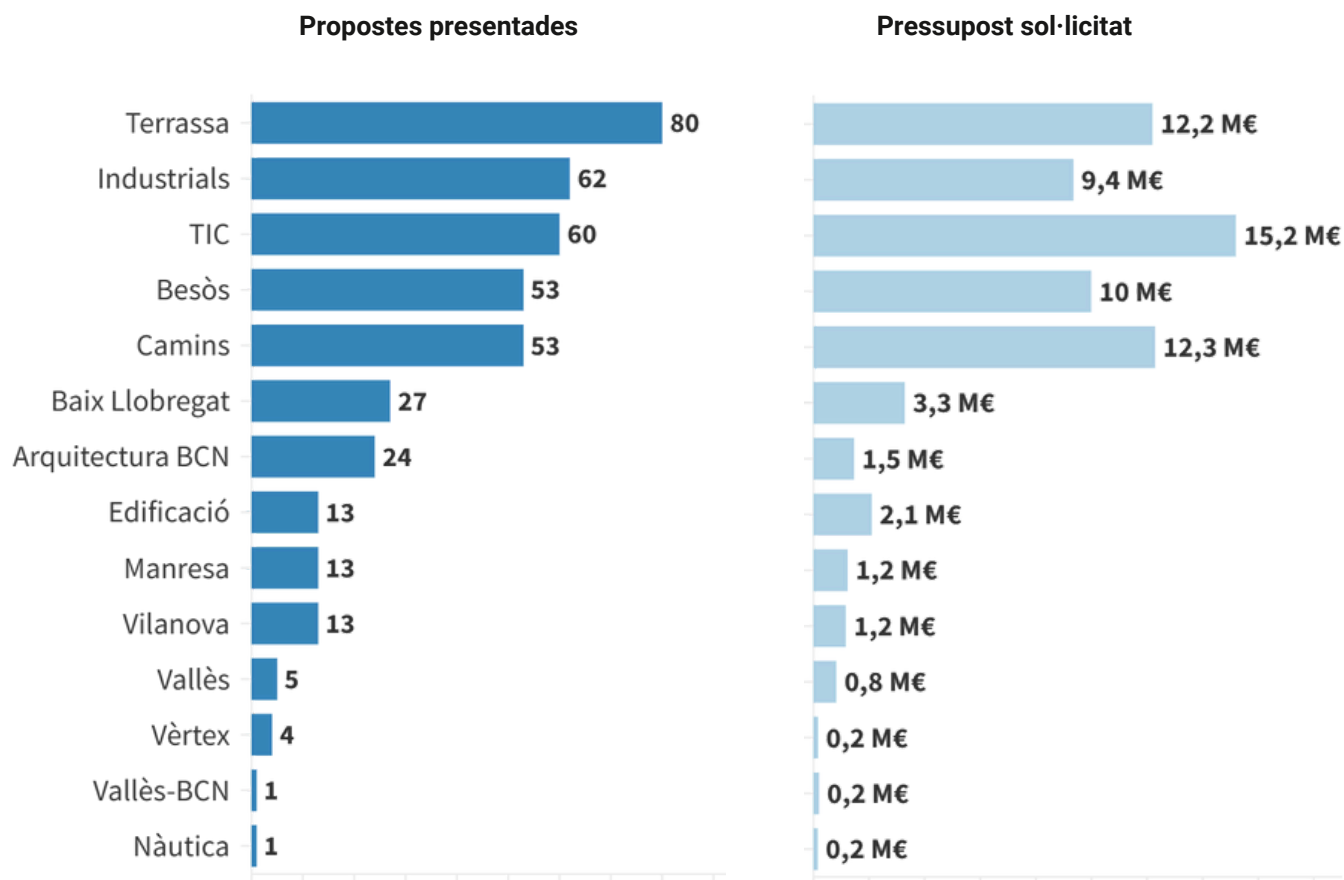 Propostes presentades
Pressupost sol·licitat
Terrassa 80 12,2 M€
Industrials 62 9,4 M€
TIC 60 15,2 M€
Besòs 53 10 M€
Camins 53 12,3 M€
Baix Llobregat 27 3,3 M€
Arquitectura BCN 24 1,5 M€
Edificació 13 2,1 M€
Manresa 13 1,2 M€
Vilanova 13 1,2 M€
Vallès 5 0,8 M€
Vèrtex 4 0,2 M€
Vallès-BCN 1 0,2 M€
Nàutica 1 0,2 M€